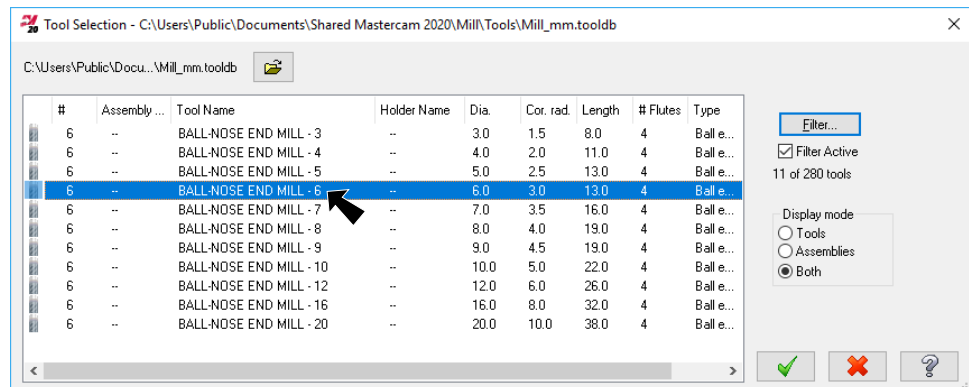 20 Tool Selection - C:\Users\Public\Documents\Shared Mastercam 2020\Mill\Tools\Mill_mm.tooldb
C:\Users\Public\Docu...\Mill_mm.tooldb
# Assembly ... Tool Name Holder Name Dia. Cor. rad. Length # Flutes Type
6 -- BALL-NOSE END MILL - 3 -- 3.0 1.5 8.0 4 Ball e...
6 -- BALL-NOSE END MILL - 4 -- 4.0 2.0 11.0 4 Ball e...
6 -- BALL-NOSE END MILL - 5 -- 5.0 2.5 13.0 4 Ball e...
6 -- BALL-NOSE END MILL - 6 -- 6.0 3.0 13.0 4 Ball e...
6 -- BALL-NOSE END MILL - 7 -- 7.0 3.5 16.0 4 Ball e...
6 -- BALL-NOSE END MILL - 8 -- 8.0 4.0 19.0 4 Ball e...
6 -- BALL-NOSE END MILL - 9 -- 9.0 4.5 19.0 4 Ball e...
6 -- BALL-NOSE END MILL - 10 -- 10.0 5.0 22.0 4 Ball e...
6 -- BALL-NOSE END MILL - 12 -- 12.0 6.0 26.0 4 Ball e...
6 -- BALL-NOSE END MILL - 16 -- 16.0 8.0 32.0 4 Ball e...
6 -- BALL-NOSE END MILL - 20 -- 20.0 10.0 38.0 4 Ball e...
Filter...
Filter Active
11 of 280 tools
Display mode
Tools
Assemblies
Both